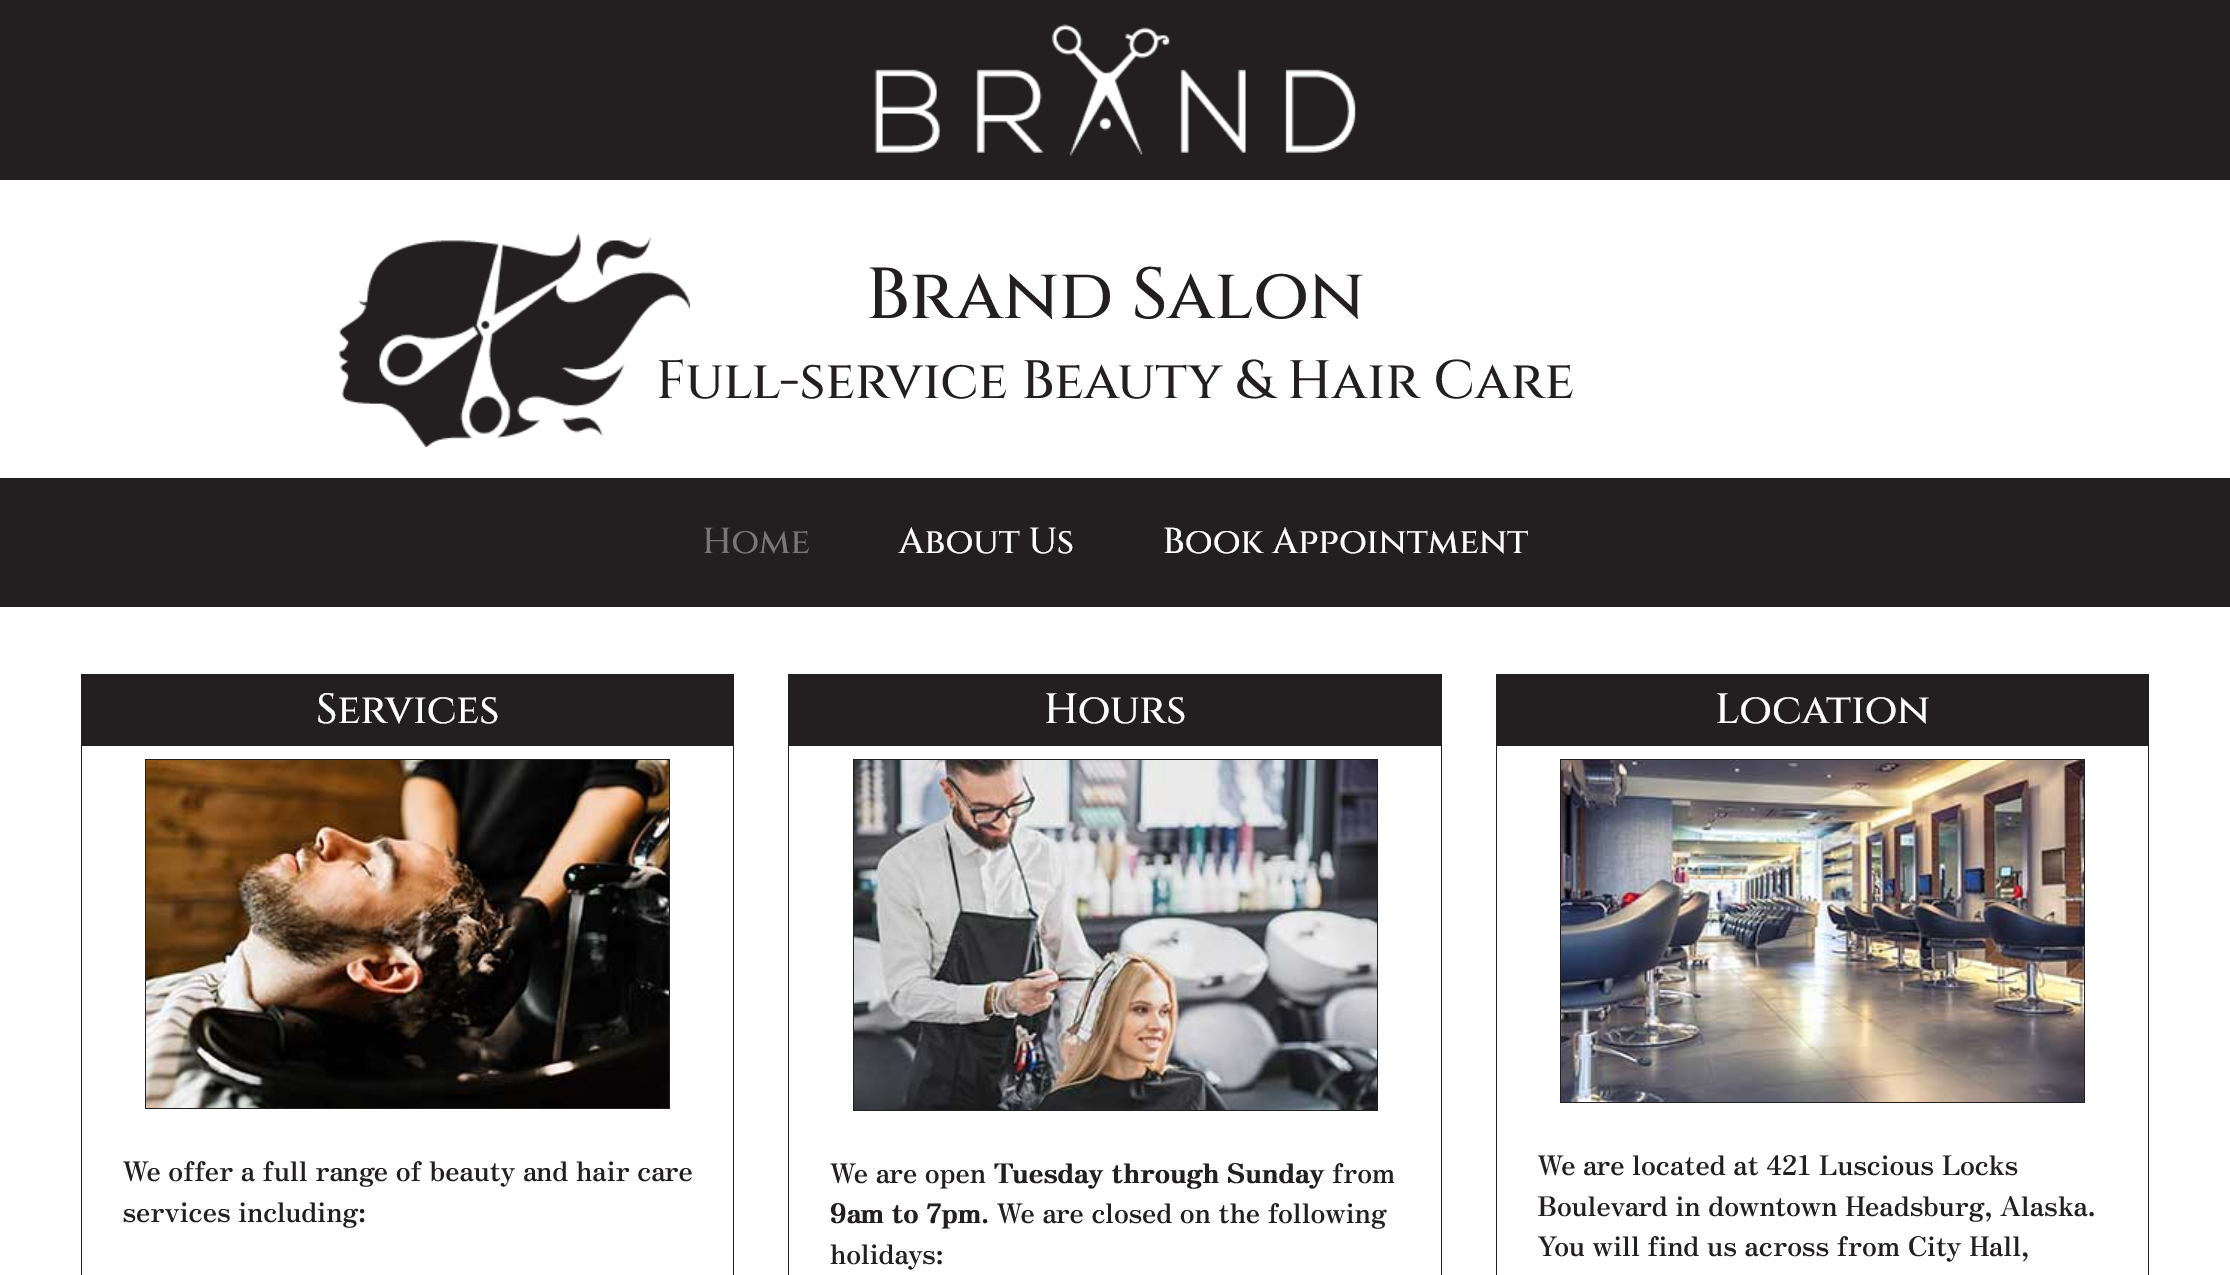 BRAND
Brand Salon
Full-service Beauty & Hair Care
Home
About Us
Book Appointment
Services
We offer a full range of beauty and hair care
services including:
Hours
We are open Tuesday through Sunday from
9am to 7pm. We are closed on the following
holidays:
Location
We are located at 421 Luscious Locks
Boulevard in downtown Headsburg, Alaska.
You will find us across from City Hall,